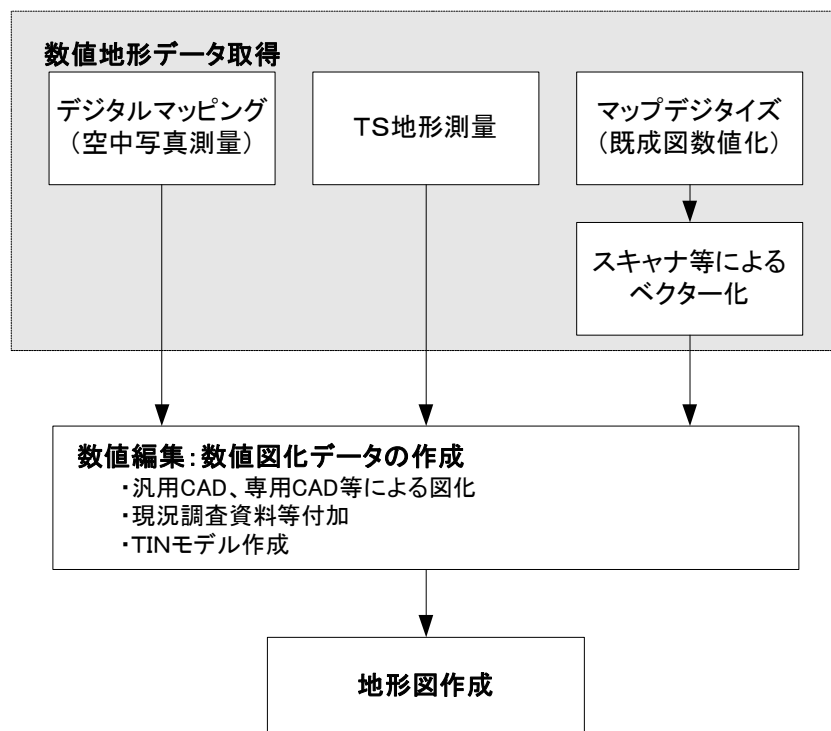 数値地形データ取得
デジタルマッピング
（空中写真測量）
TS地形測量
マップデジタイズ
（既成図数値化）
スキャナ等による
ベクター化
数値編集：数値図化データの作成
・汎用CAD、専用CAD等による図化
・現況調査資料等付加
・TINモデル作成
地形図作成